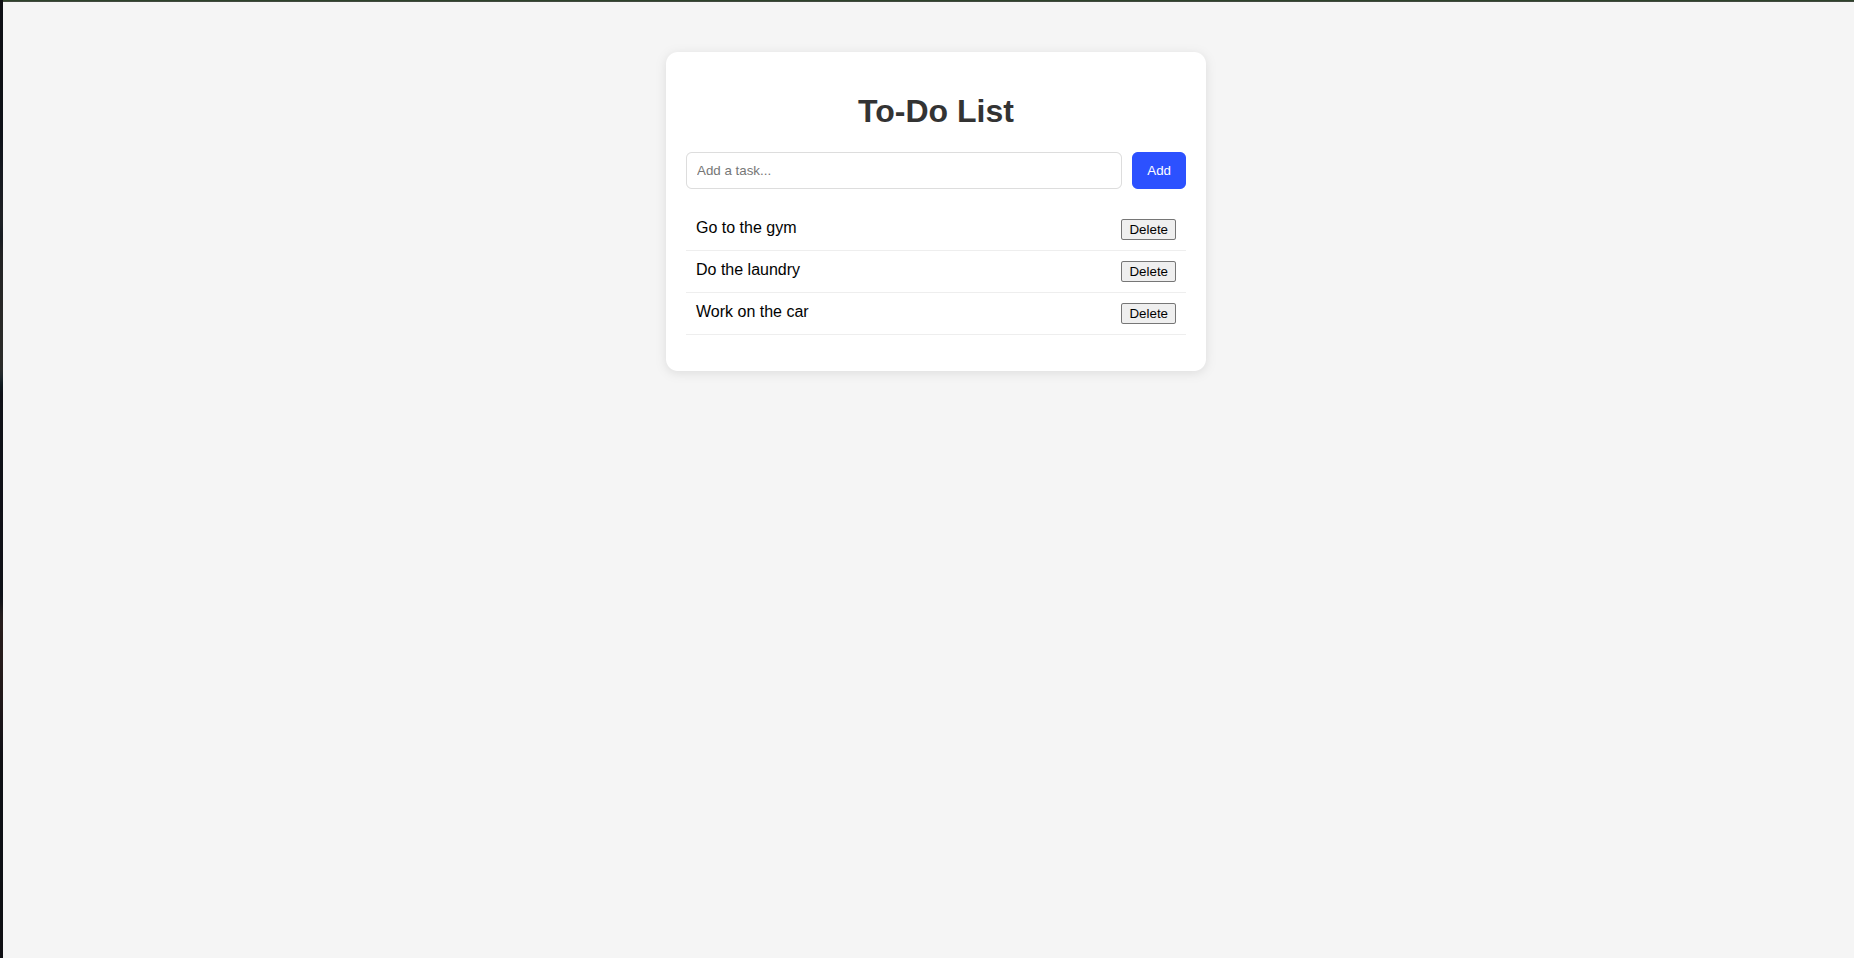 To-Do List
Add a task... Add
Go to the gym Delete
Do the laundry Delete
Work on the car Delete